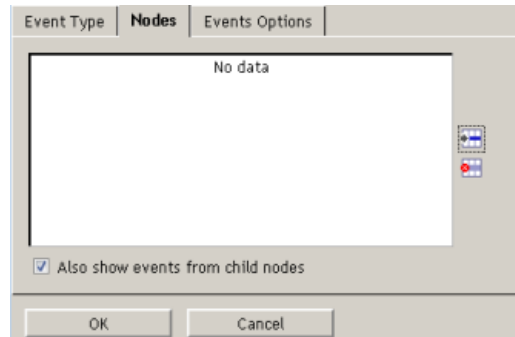 Event Type Nodes Events Options
No data
Also show events from child nodes
OK Cancel